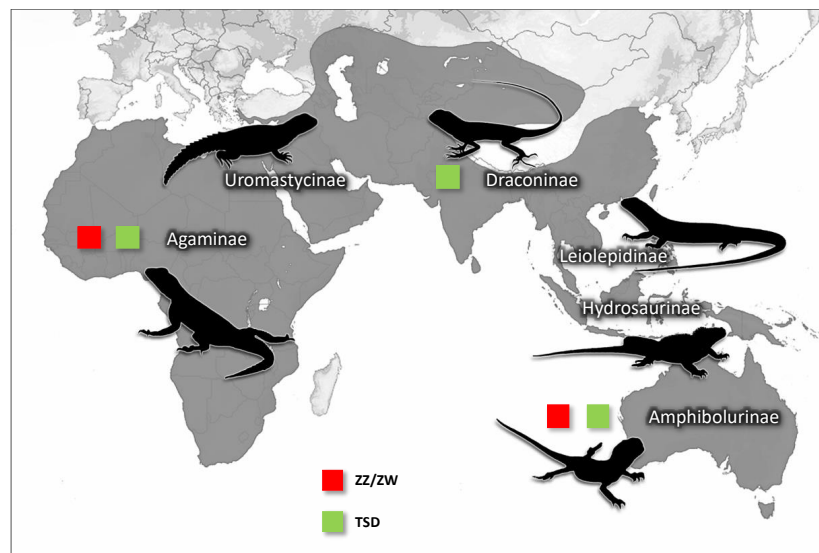 Uromastycinae
Draconinae
Agaminae
Leiolepidinae
Hydrosaurinae
Amphibolurinae
ZZ/ZW
TSD